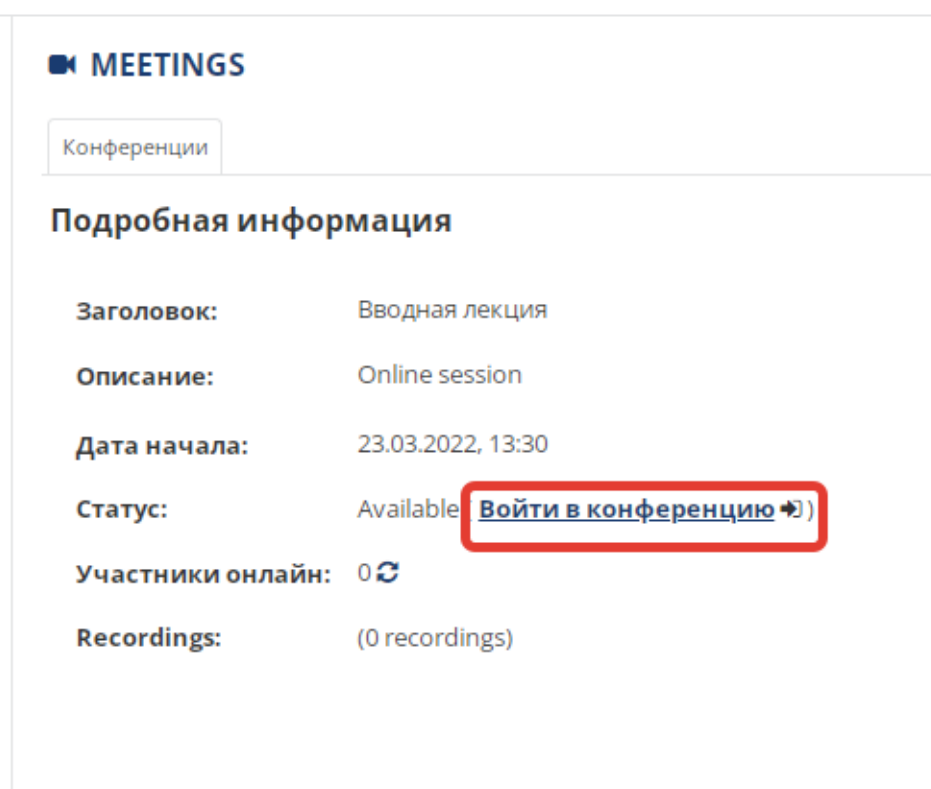 MEETINGS
Конференции
Подробная информация
Заголовок: Вводная лекция
Описание: Online session
Дата начала: 23.03.2022, 13:30
Статус: Available ( Войти в конференцию )
Участники онлайн: 0
Recordings: (0 recordings)